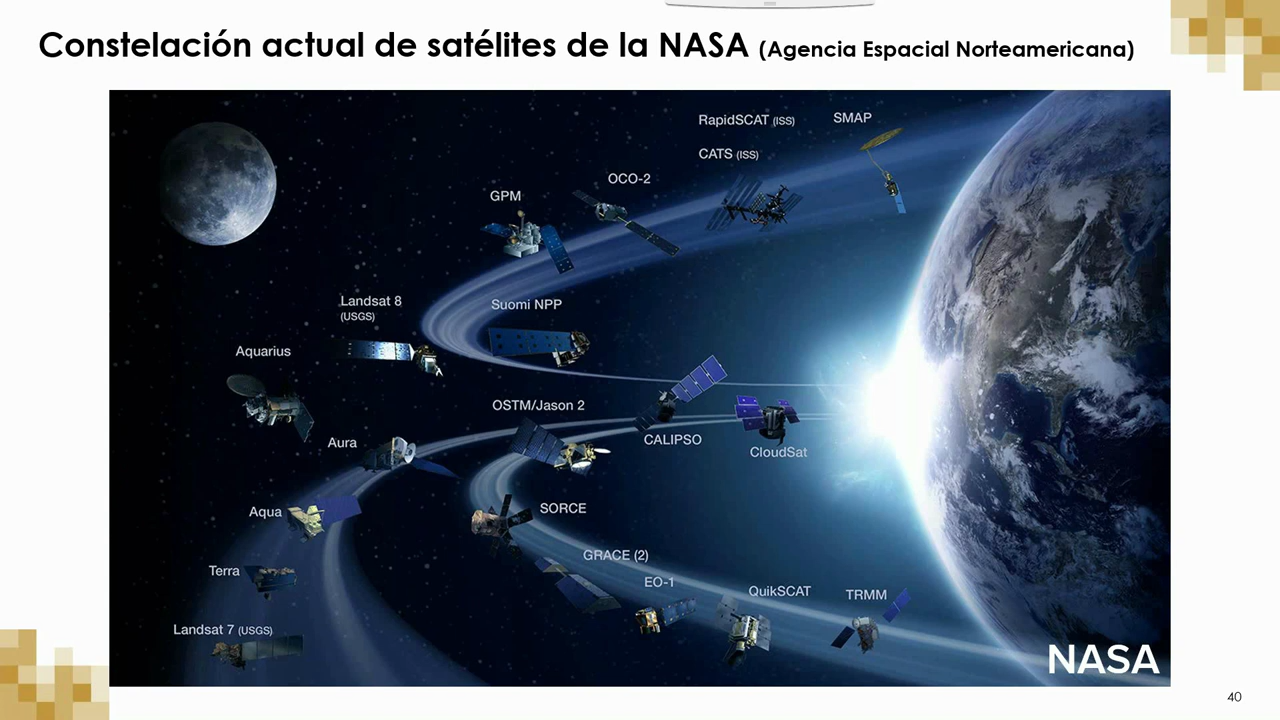 Constelación actual de satélites de la NASA (Agencia Espacial Norteamericana)
RapidSCAT (ISS)
SMAP
CATS (ISS)
OCO-2
GPM
Landsat 8
(USGS)
Suomi NPP
Aquarius
OSTM/Jason 2
Aura
CALIPSO
CloudSat
Aqua
SORCE
GRACE (2)
Terra
EO-1
QuikSCAT
TRMM
Landsat 7 (USGS)
NASA
40